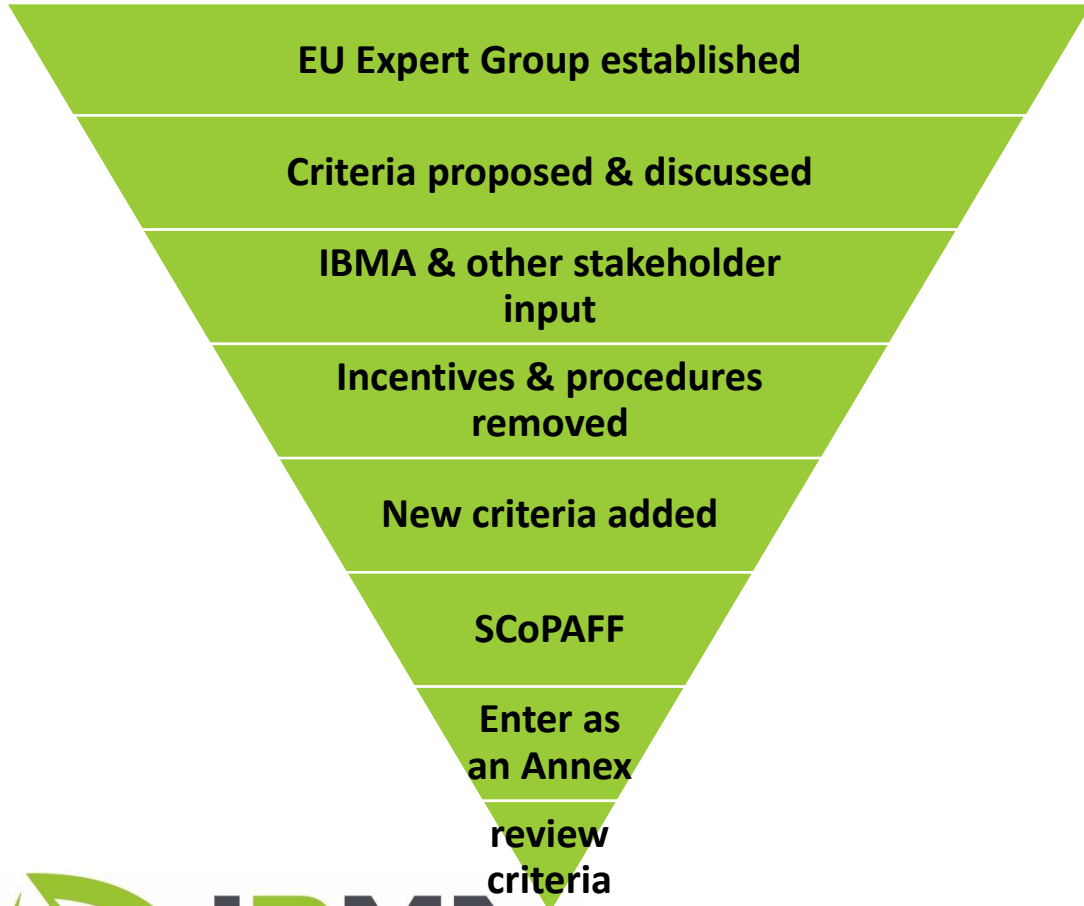 EU Expert Group established
Criteria proposed & discussed
IBMA & other stakeholder
input
Incentives & procedures
removed
New criteria added
SCoPAFF
Enter as
an Annex
review
criteria
IBMA